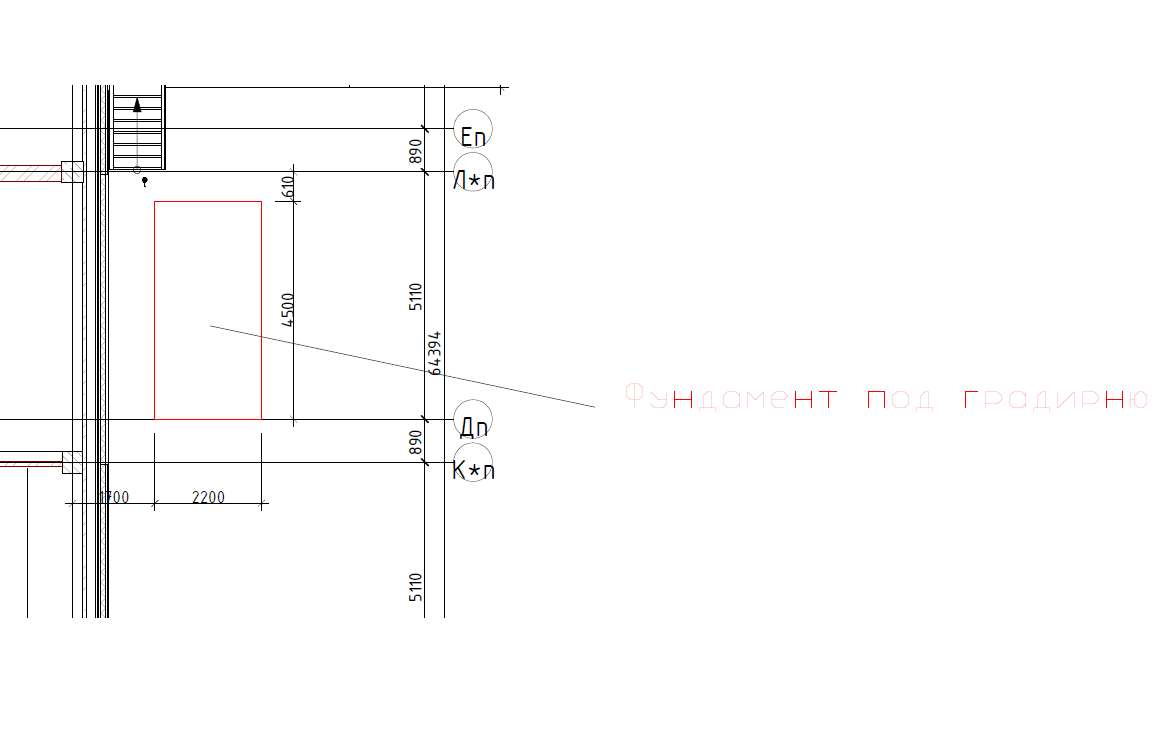 Еп
890
Л*п
610
5110
4500
64394
Фундамент под градирню
Дп
890
К*п
1700
2200
5110